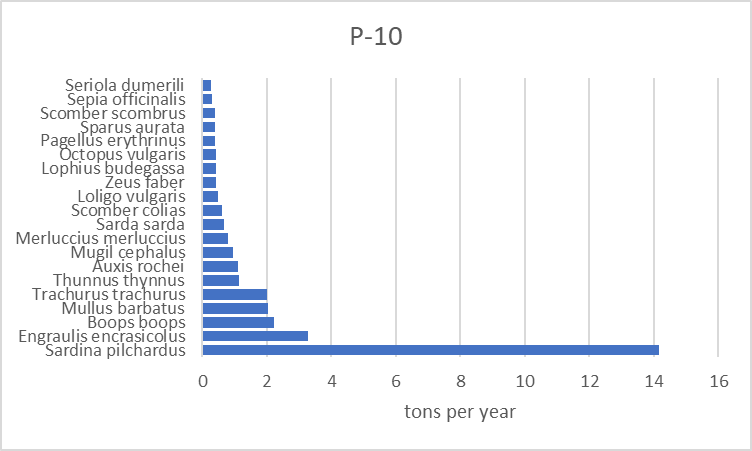 P-10
Seriola dumerili
Sepia officinalis
Scomber scombrus
Sparus aurata
Pagellus erythrinus
Octopus vulgaris
Lophius budegassa
Zeus faber
Loligo vulgaris
Scomber colias
Sarda sarda
Merluccius merluccius
Mugil cephalus
Auxis rochei
Thunnus thynnus
Trachurus trachurus
Mullus barbatus
Boops boops
Engraulis encrasicolus
Sardina pilchardus
0 2 4 6 8 10 12 14 16
tons per year